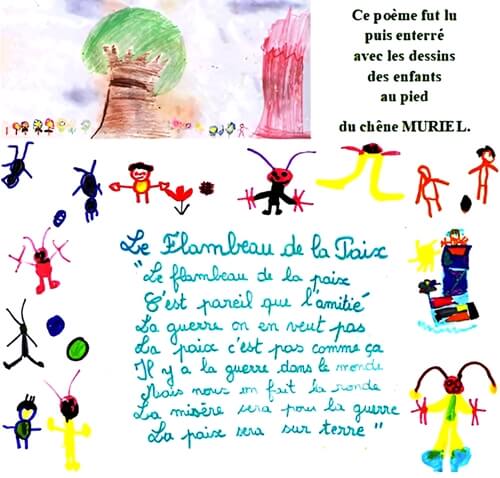 Ce poème fut lu
puis enterré
avec les dessins
des enfants
au pied
du chêne MURIEL.
Le Flambeau de la Paix
"Le flambeau de la paix
C'est pareil que l'amitié
La guerre on en veut pas
La paix c'est pas comme ça
Il y a la guerre dans le monde
Mais nous on fait la ronde
La misère sera pour la guerre
La paix sera sur terre"